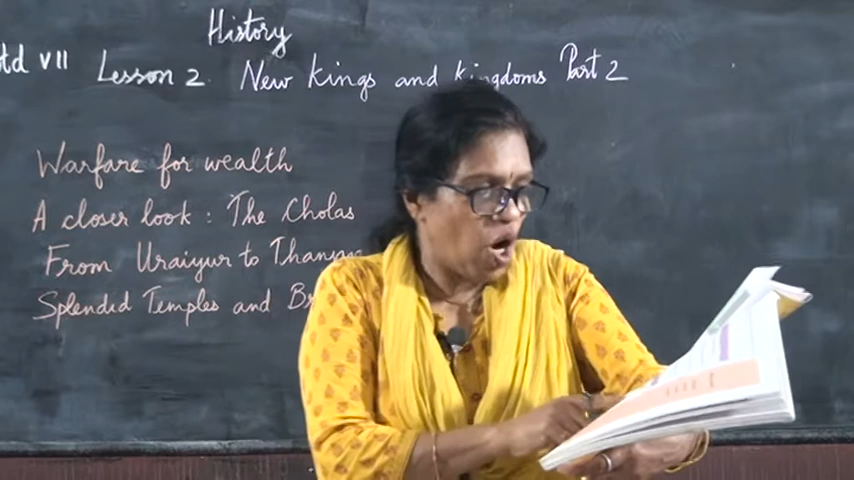 History
Std VII Lesson 2. New Kings and Kingdoms Part 2
Warfare for wealth
A closer look : The Cholas
From Uraiyur to
Splendid Temples and